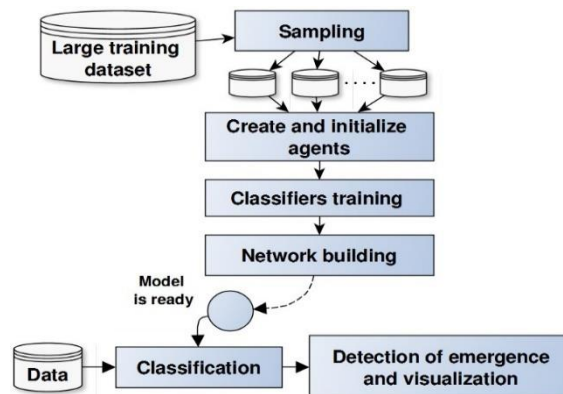 Large training
dataset
Sampling
Create and initialize
agents
Classifiers training
Network building
Model
is ready
Data
Classification
Detection of emergence
and visualization